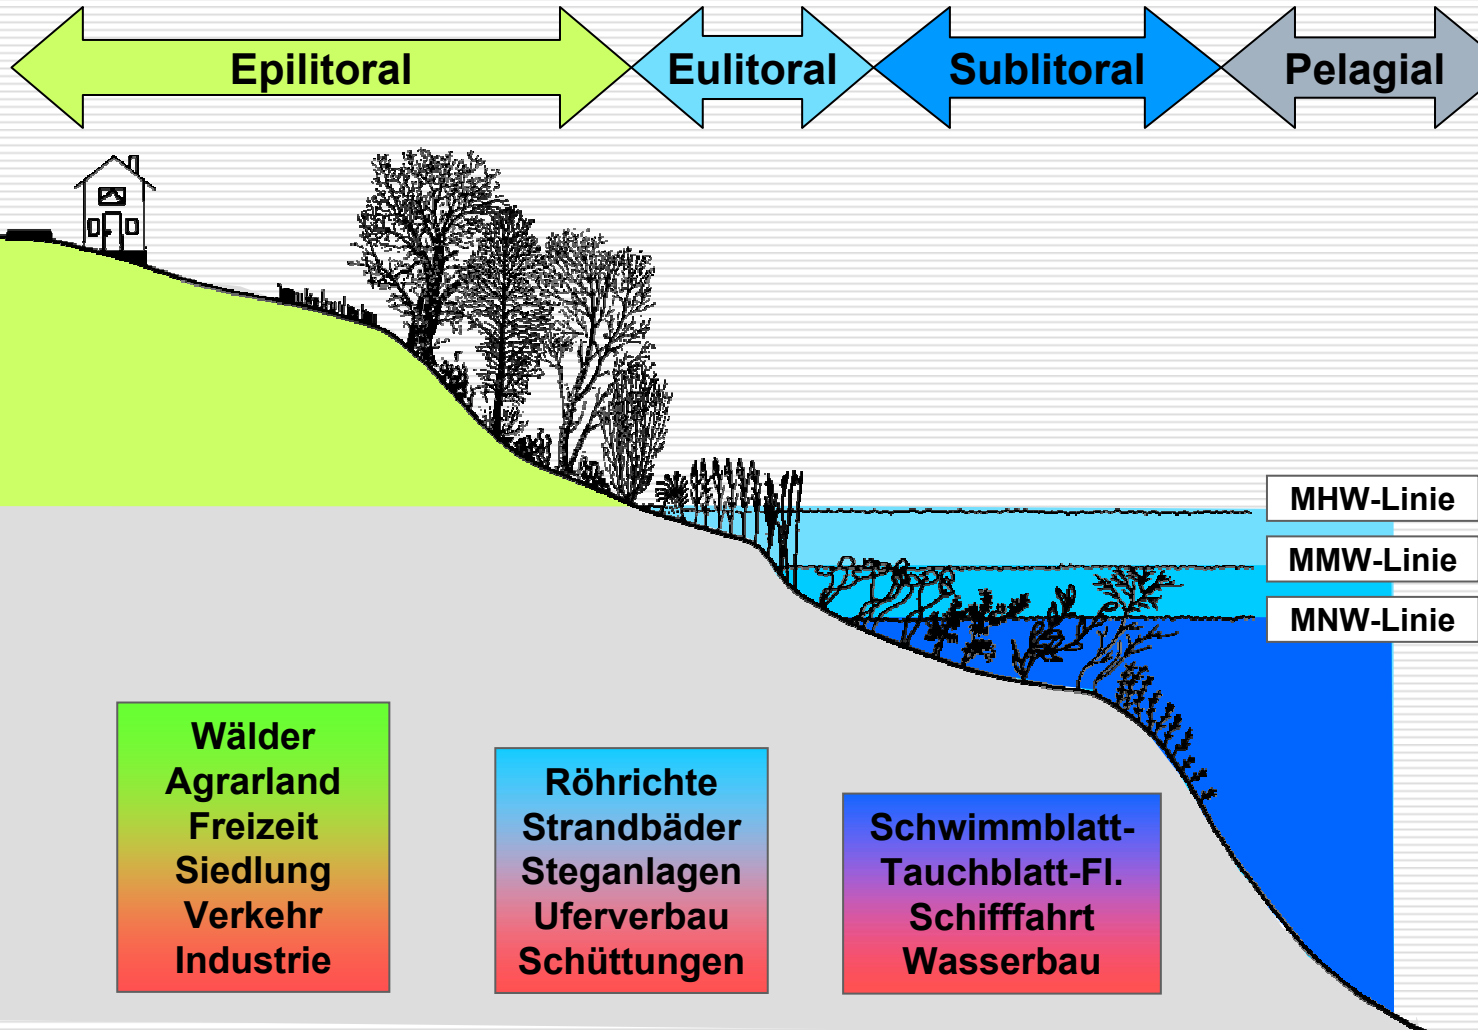 Epilitoral
Eulitoral
Sublitoral
Pelagial
MHW-Linie
MMW-Linie
MNW-Linie
Wälder
Agrarland
Freizeit
Siedlung
Verkehr
Industrie
Röhrichte
Strandbäder
Steganlagen
Uferverbau
Schüttungen
Schwimmblatt-
Tauchblatt-Fl.
Schifffahrt
Wasserbau